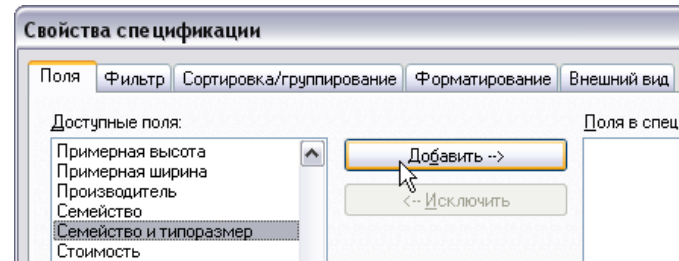 Свойства спецификации
Поля Фильтр Сортировка/группирование Форматирование Внешний вид
Доступные поля: Поля в спец
Примерная высота
Примерная ширина
Производитель
Семейство
Семейство и типоразмер
Стоимость
Добавить -->
<-- Исключить